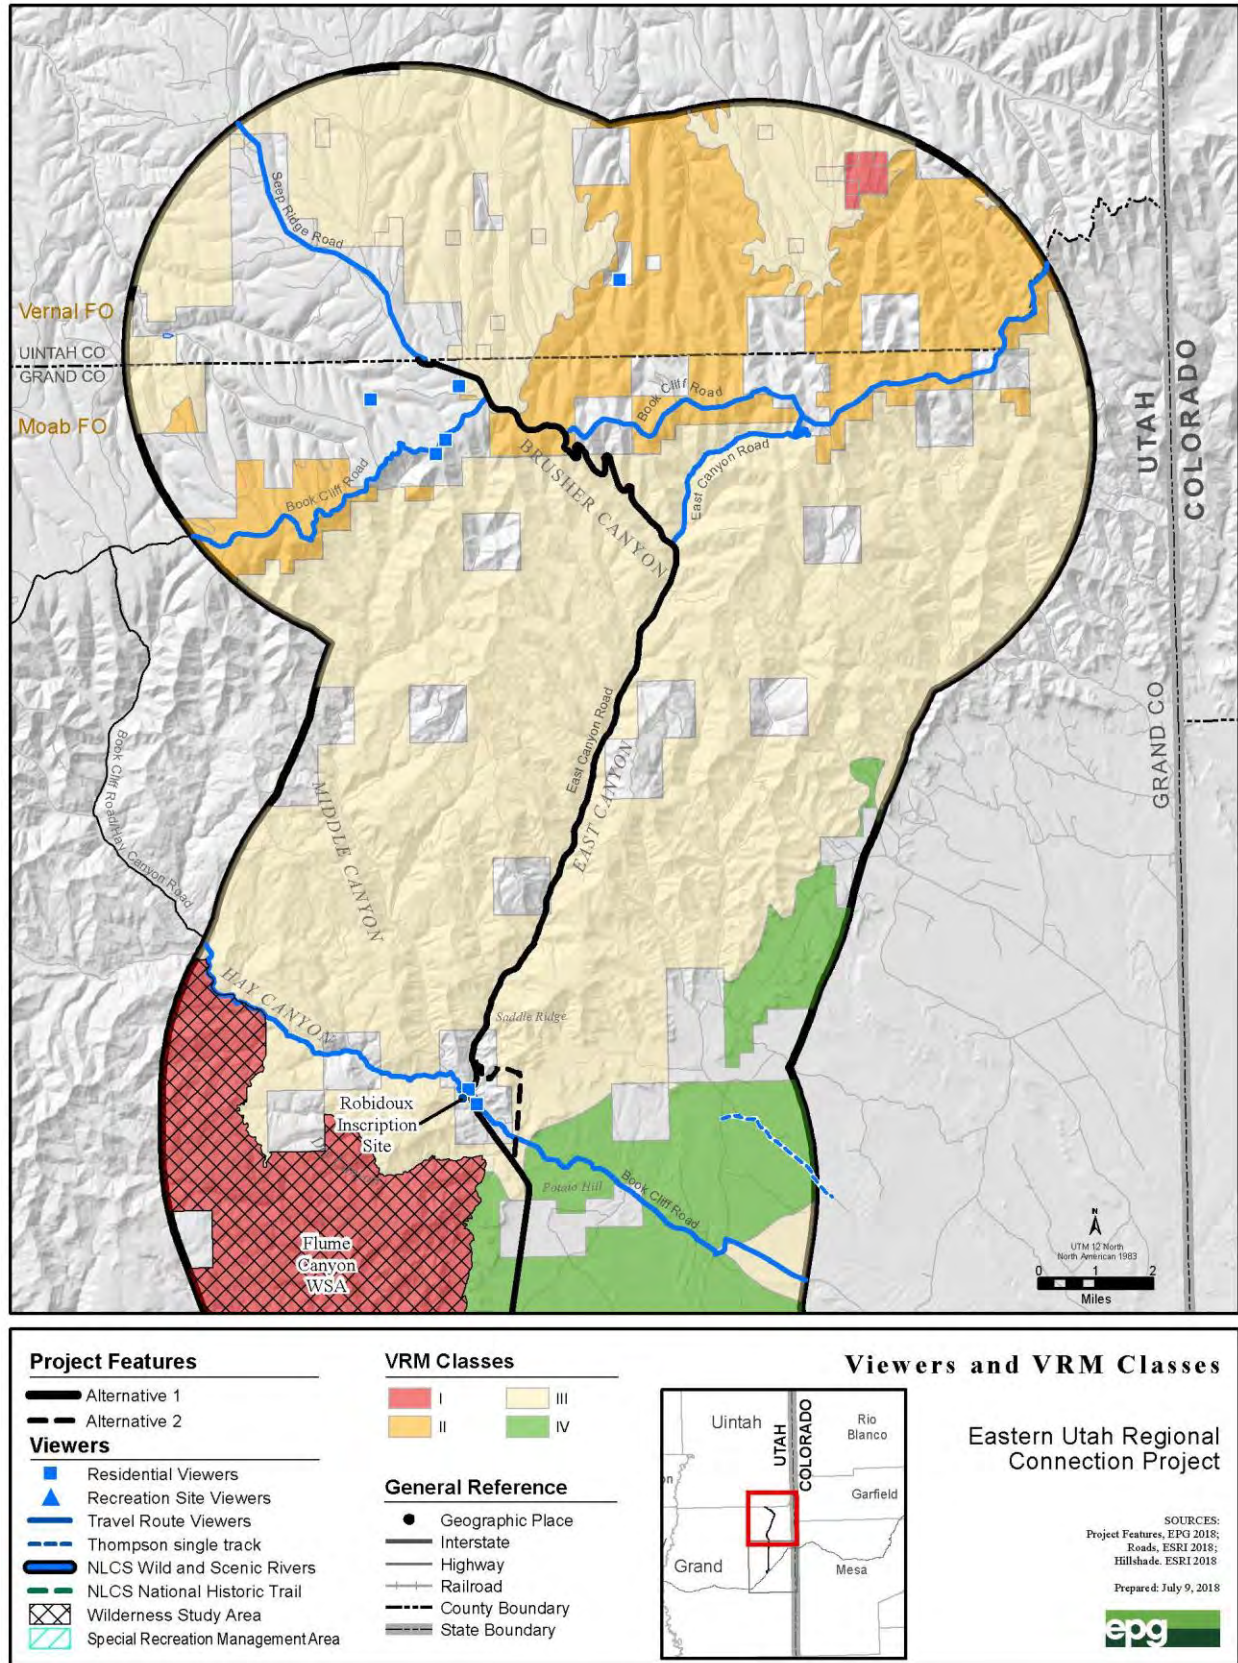 Seep Ridge Road
Vernal FO
UINTAH CO
GRAND CO
Moab FO
Book Cliff Road
Book Cliff Road
East Canyon Road
BRUSHER CANYON
UTAH
COLORADO
GRAND CO
East Canyon Road
EAST CANYON
MIDDLE CANYON
Book Cliff Road/Hay Canyon Road
HAY CANYON
Saddle Ridge
Robidoux
Inscription
Site
Potato Hill
Book Cliff Road
Flume
Canyon
WSA
N
UTM 12 North
North American 1983
0 1 2
Miles
Project Features
Alternative 1
Alternative 2
Viewers
Residential Viewers
Recreation Site Viewers
Travel Route Viewers
Thompson single track
NLCS Wild and Scenic Rivers
NLCS National Historic Trail
Wilderness Study Area
Special Recreation Management Area
VRM Classes
I
II
III
IV
General Reference
Geographic Place
Interstate
Highway
Railroad
County Boundary
State Boundary
Uintah
UTAH
COLORADO
Rio
Blanco
Garfield
Grand
Mesa
Viewers and VRM Classes
Eastern Utah Regional
Connection Project
SOURCES:
Project Features, EPG 2018;
Roads, ESRI 2018;
Hillshade. ESRI 2018
Prepared: July 9, 2018
epg